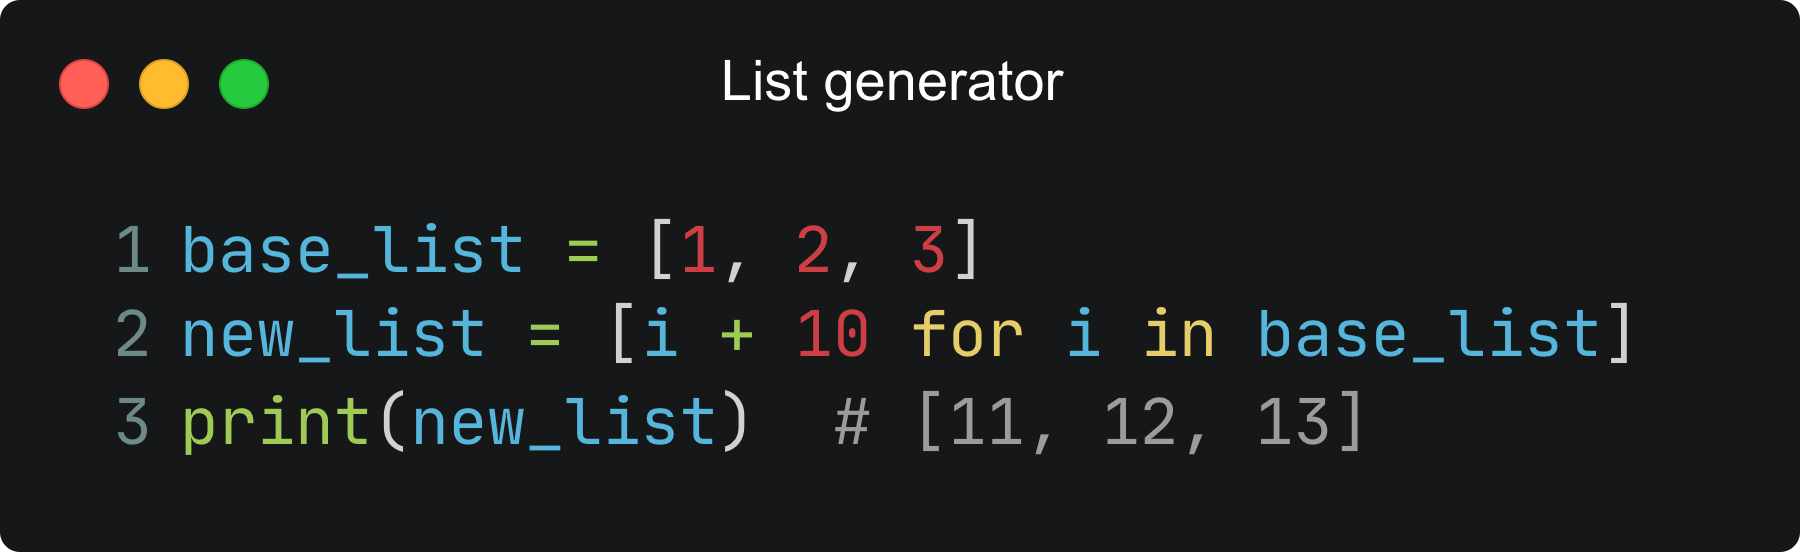 List generator
1 base_list = [1, 2, 3]
2 new_list = [i + 10 for i in base_list]
3 print(new_list)  # [11, 12, 13]